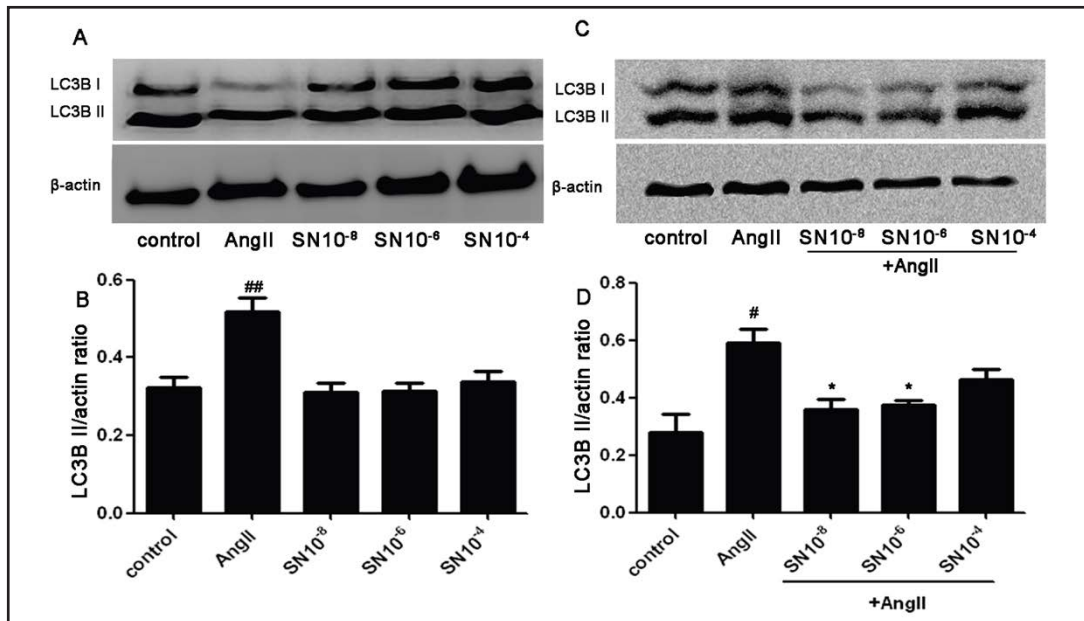 A
LC3B I
LC3B II
β-actin
control AngII SN10⁻⁸ SN10⁻⁶ SN10⁻⁴
C
LC3B I
LC3B II
β-actin
control AngII SN10⁻⁸ SN10⁻⁶ SN10⁻⁴
+AngII
B
LC3B II/actin ratio
0.6
0.4
0.2
0.0
##
control AngII SN10⁻⁸ SN10⁻⁶ SN10⁻⁴
D
LC3B II/actin ratio
0.8
0.6
0.4
0.2
0.0
#
* *
control AngII SN10⁻⁸ SN10⁻⁶ SN10⁻⁴
+AngII